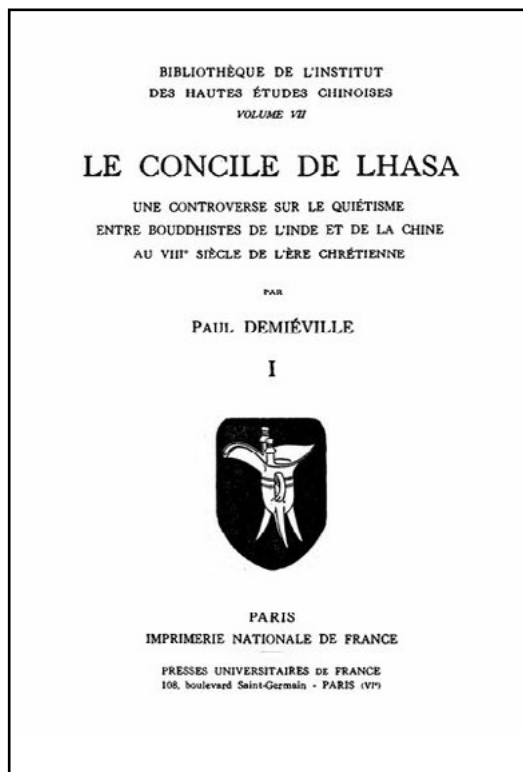 BIBLIOTHÈQUE DE L'INSTITUT
DES HAUTES ÉTUDES CHINOISES
VOLUME VII
LE CONCILE DE LHASA
UNE CONTROVERSE SUR LE QUIÉTISME
ENTRE BOUDDHISTES DE L'INDE ET DE LA CHINE
AU VIIIe SIÈCLE DE L'ÈRE CHRÉTIENNE
PAR
PAUL DEMIÉVILLE
I
PARIS
IMPRIMERIE NATIONALE DE FRANCE
PRESSES UNIVERSITAIRES DE FRANCE
108, boulevard Saint-Germain - PARIS (VIe)